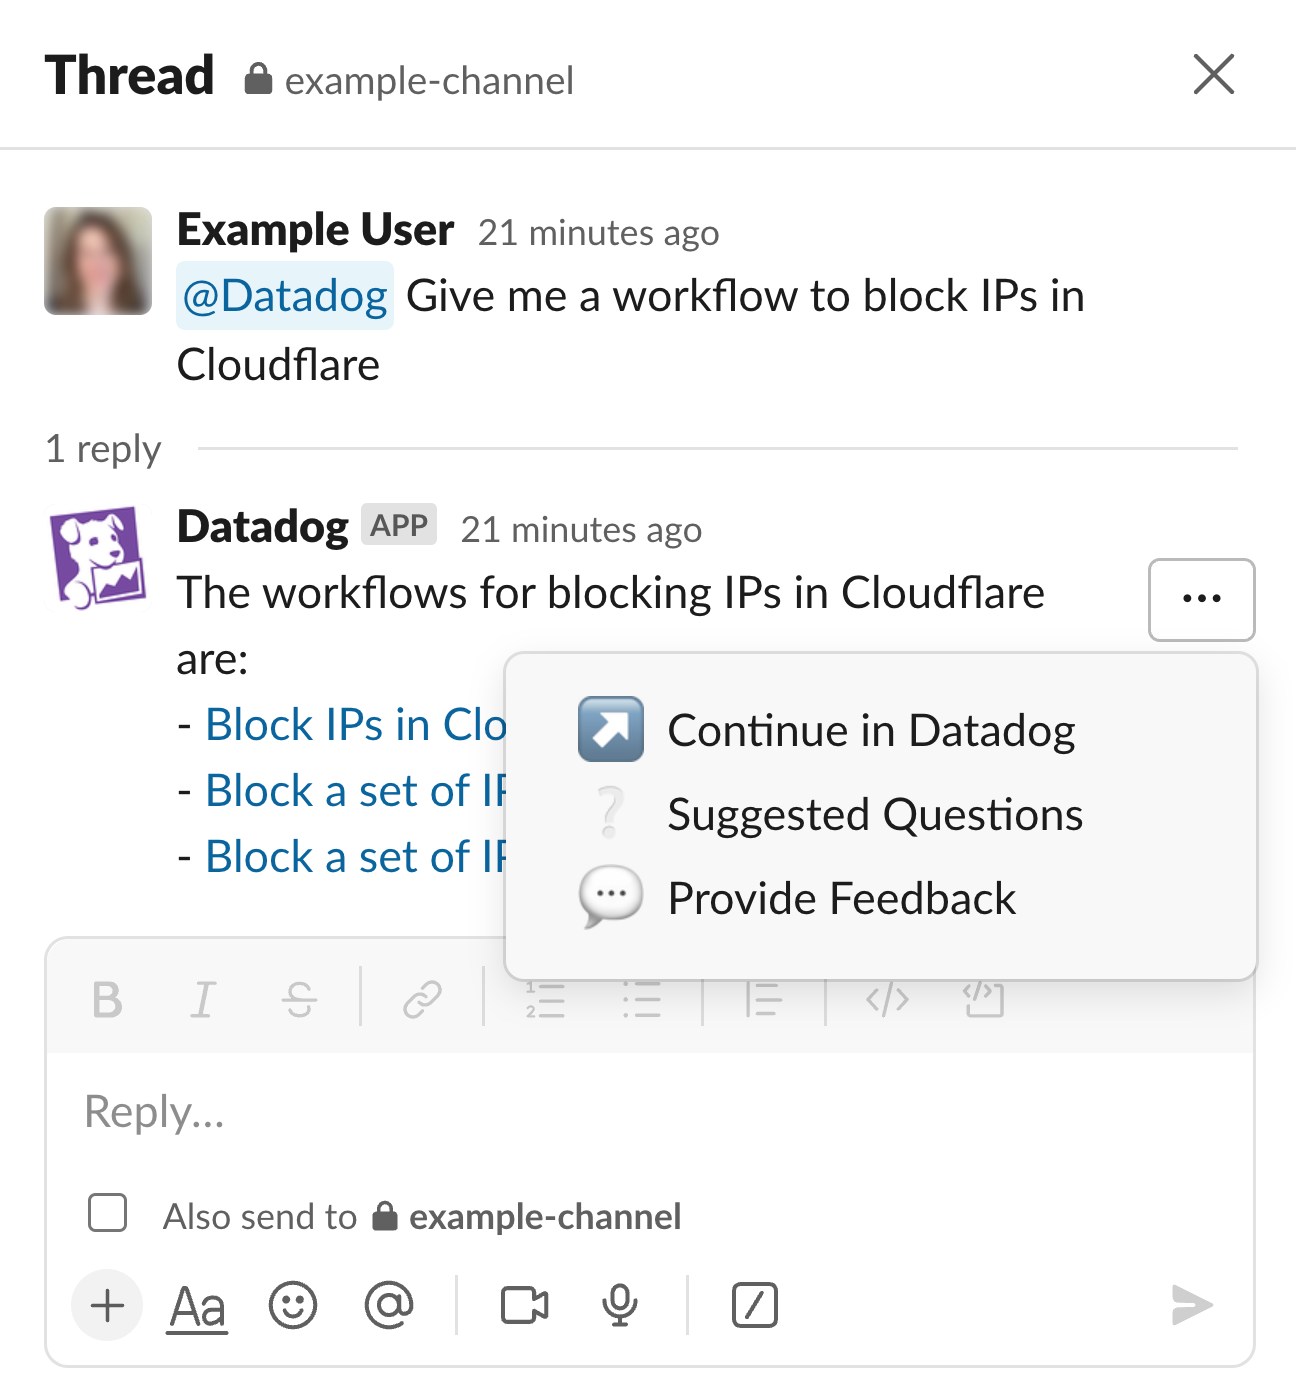 Thread example-channel
Example User 21 minutes ago
@Datadog Give me a workflow to block IPs in
Cloudflare
1 reply
Datadog APP 21 minutes ago
The workflows for blocking IPs in Cloudflare
are:
- Block IPs in Clo
- Block a set of IP
- Block a set of IP
Continue in Datadog
Suggested Questions
Provide Feedback
Reply...
Also send to example-channel
Aa